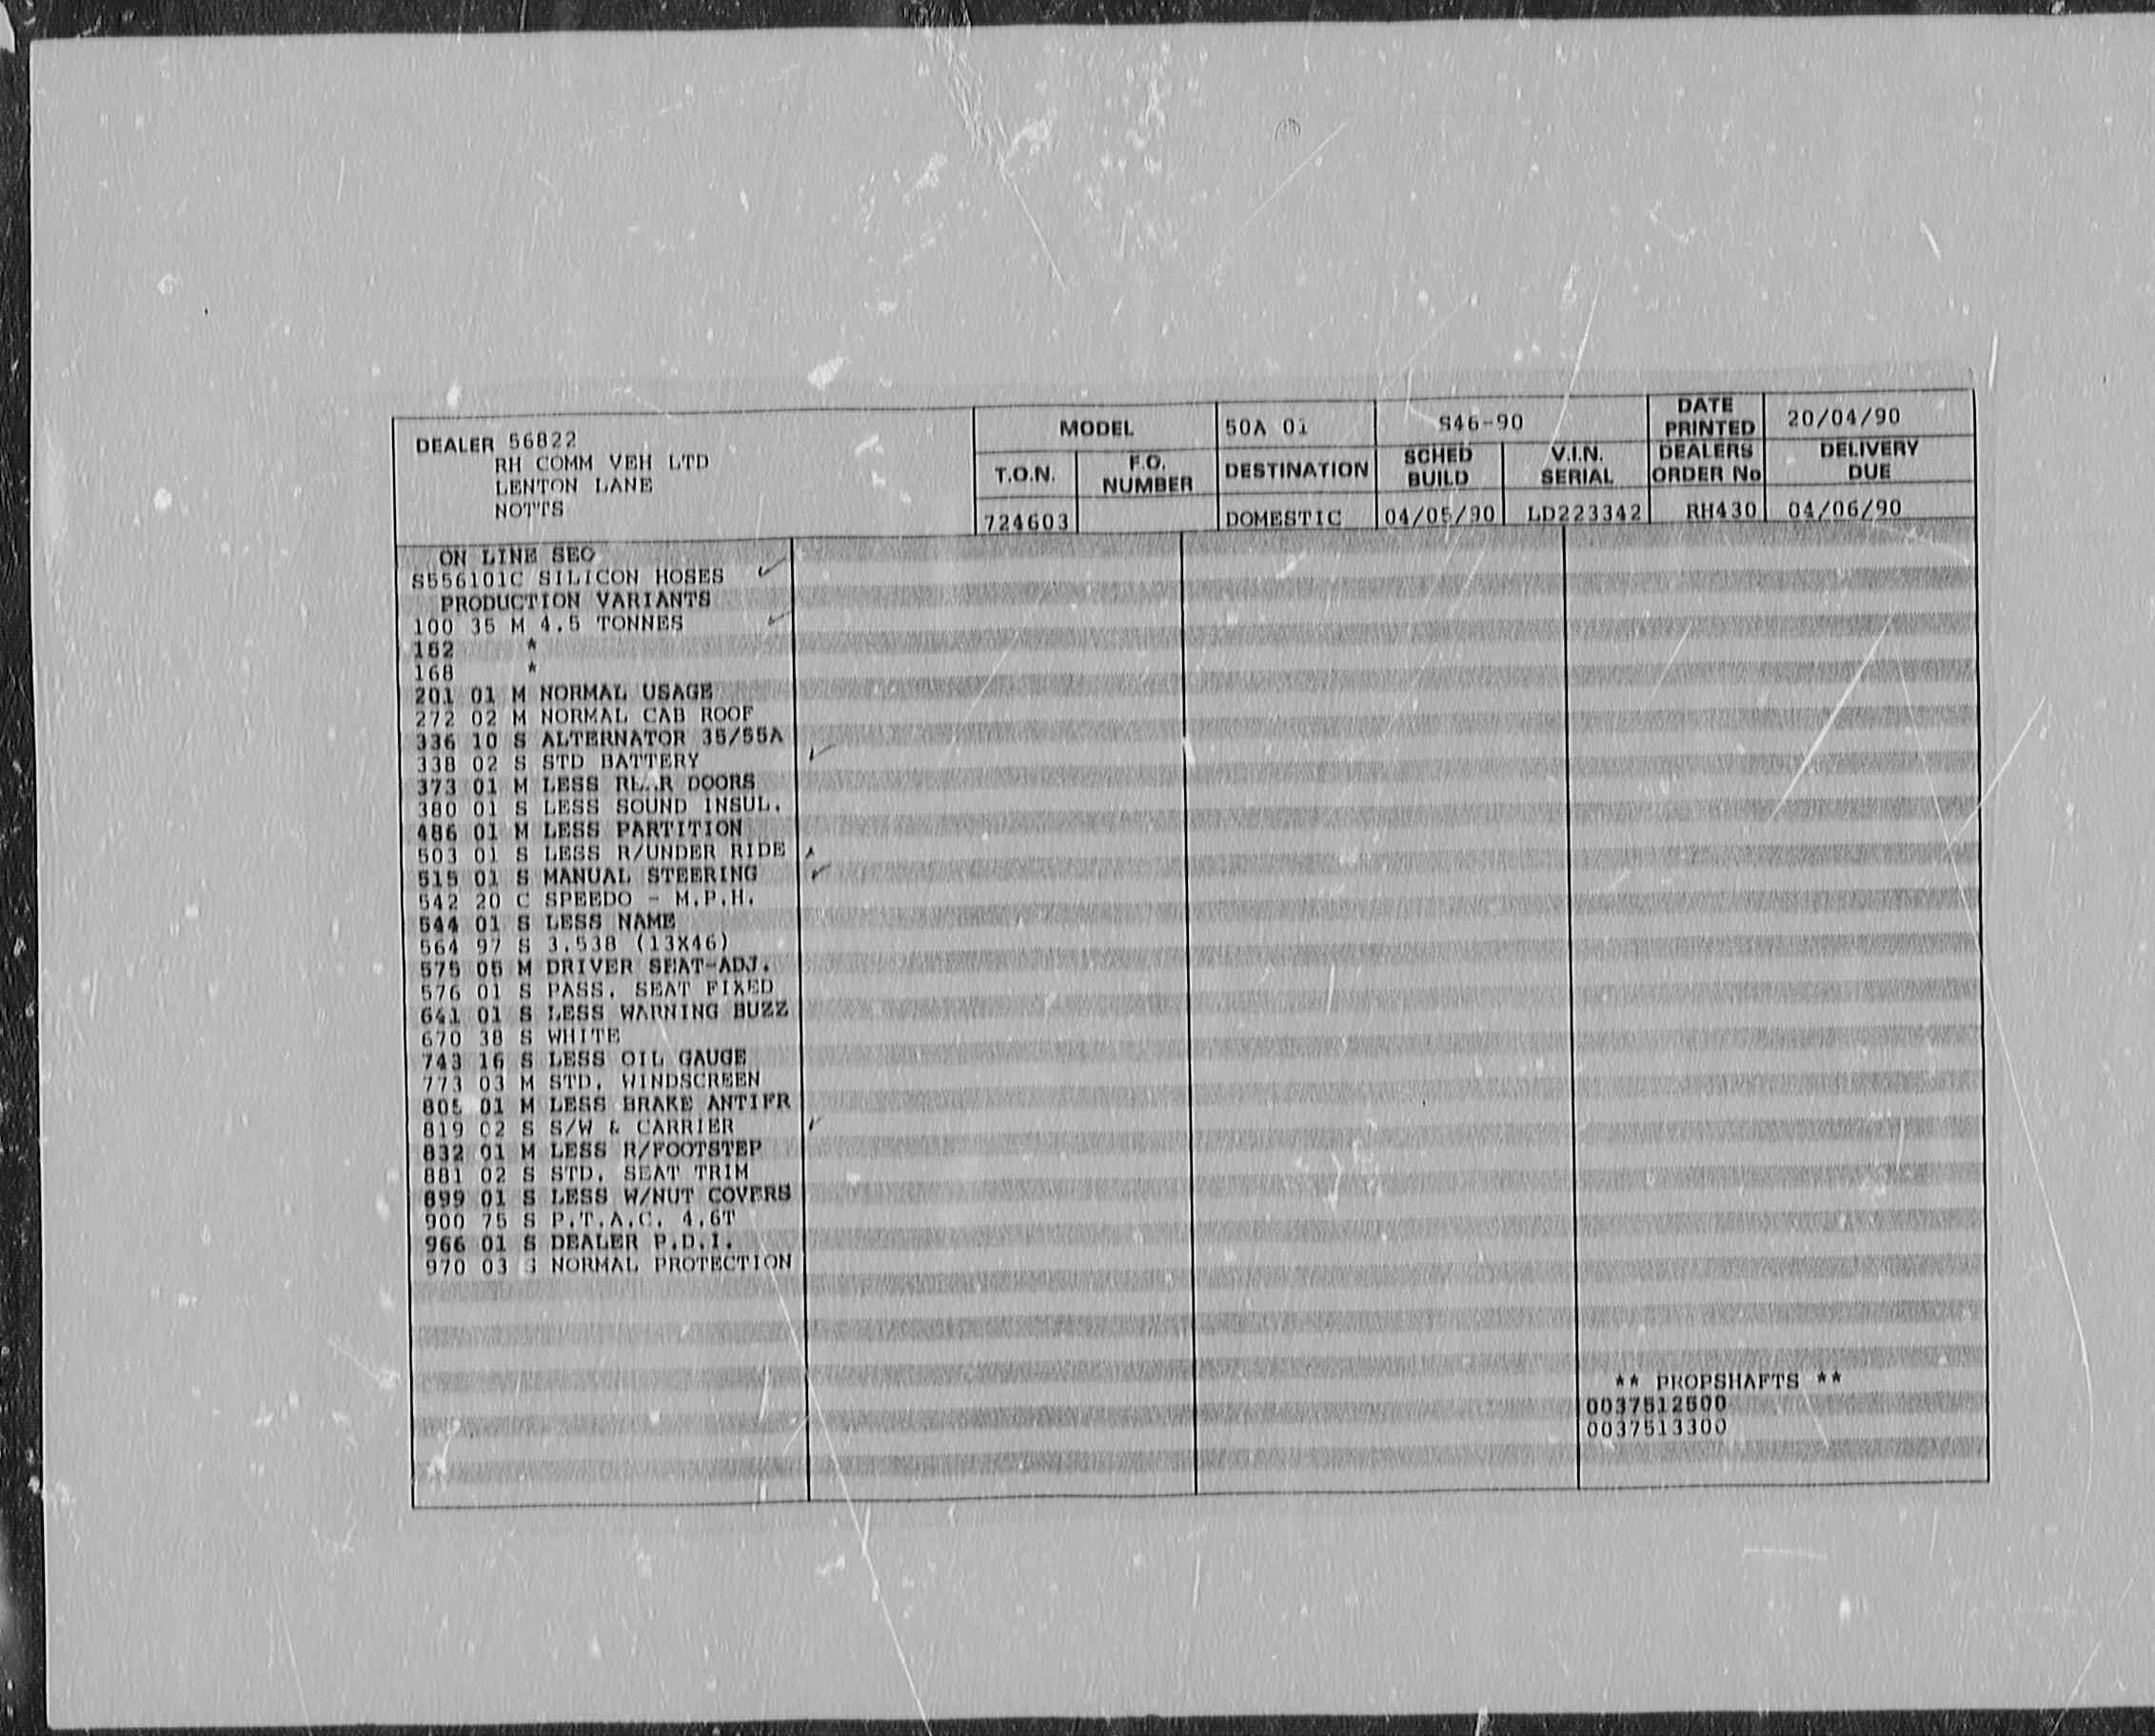 DEALER 56822
RH COMM VEH LTD
LENTON LANE
NOTTS
MODEL
50A 01
S46-90
DATE PRINTED
20/04/90
T.O.N.
F.O. NUMBER
DESTINATION
SCHED BUILD
V.I.N. SERIAL
DEALERS ORDER No
DELIVERY DUE
724603
DOMESTIC
04/05/90
LD223342
RH430
04/06/90
ON LINE SEO
S556101C SILICON HOSES
PRODUCTION VARIANTS
100 35 M 4.5 TONNES
152 *
168 *
201 01 M NORMAL USAGE
272 02 M NORMAL CAB ROOF
336 10 S ALTERNATOR 35/55A
338 02 S STD BATTERY
373 01 M LESS DOORS
380 01 S LESS SOUND INSUL.
486 01 M LESS PARTITION
503 01 S LESS R/UNDER RIDE
515 01 S MANUAL STEERING
542 20 C SPEEDO - M.P.H.
544 01 S LESS NAME
564 97 S 3.538 (13X46)
575 05 M DRIVER SEAT-ADJ.
576 01 S PASS. SEAT FIXED
641 01 S LESS WARNING BUZZ
670 38 S WHITE
743 16 S LESS OIL GAUGE
773 03 M STD. WINDSCREEN
805 01 M LESS BRAKE ANTIFR
819 02 S S/W & CARRIER
832 01 M LESS R/FOOTSTEP
881 02 S STD. SEAT TRIM
899 01 S LESS W/NUT COVERS
900 75 S P.T.A.C. 4.6T
966 01 S DEALER P.D.I.
970 03 S NORMAL PROTECTION
** PROPSHAFTS **
0037512500
0037513300